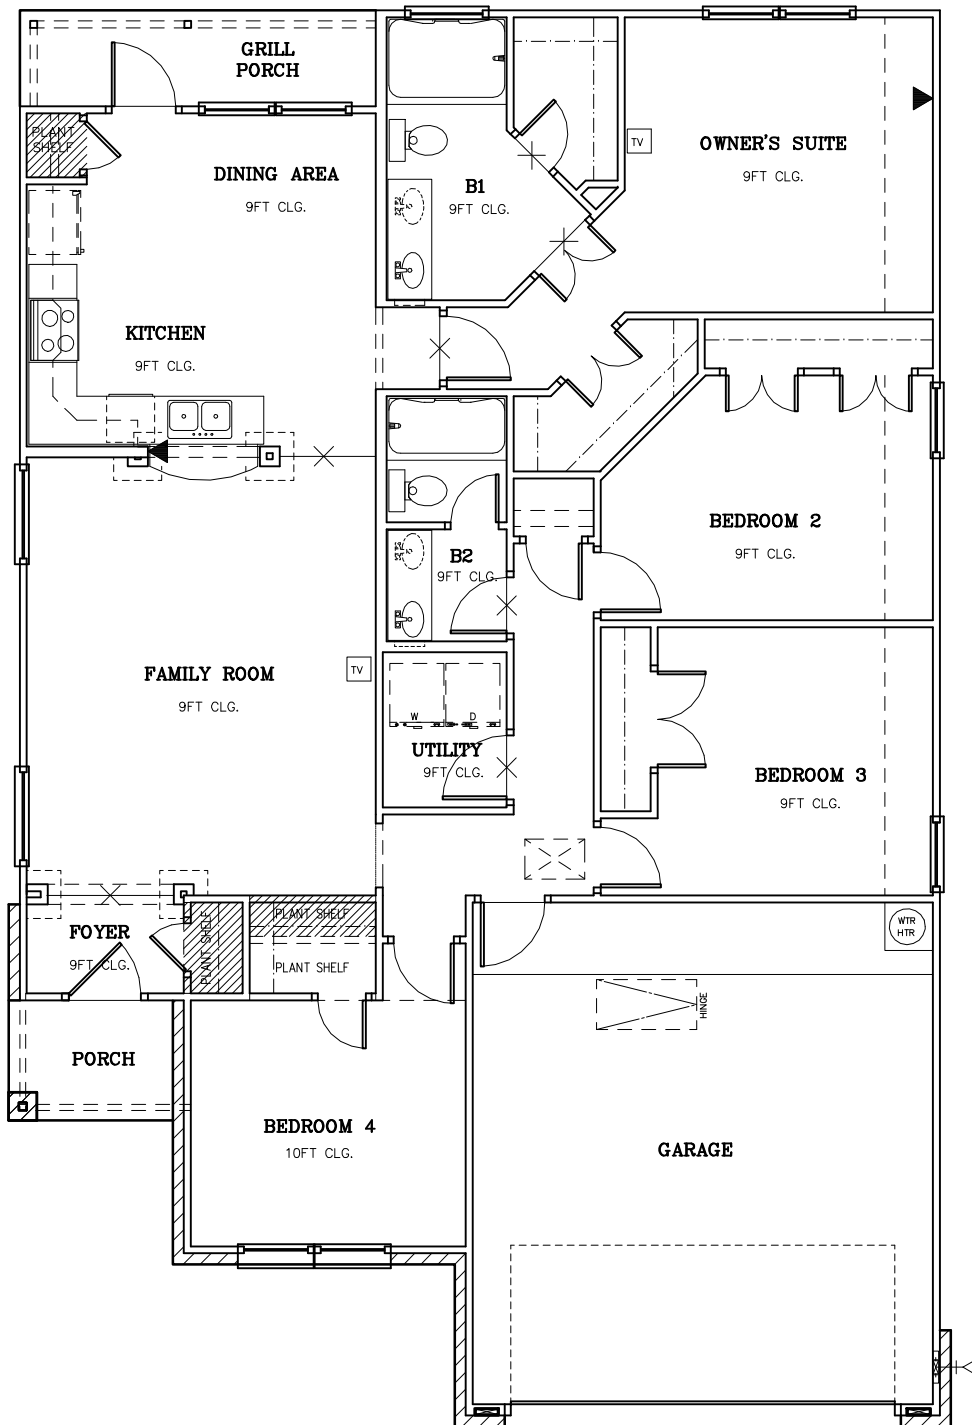 GRILL
PORCH
PLANT
SHELF
DINING AREA
9FT CLG.
TV
OWNER'S SUITE
9FT CLG.
B1
9FT CLG.
KITCHEN
9FT CLG.
BEDROOM 2
9FT CLG.
B2
9FT CLG.
FAMILY ROOM
9FT CLG.
TV
W
D
UTILITY
9FT CLG.
BEDROOM 3
9FT CLG.
FOYER
9FT CLG.
PLANT SHELF
PLANT SHELF
PLANT SHELF
WTR
HTR
HINGE
PORCH
BEDROOM 4
10FT CLG.
GARAGE